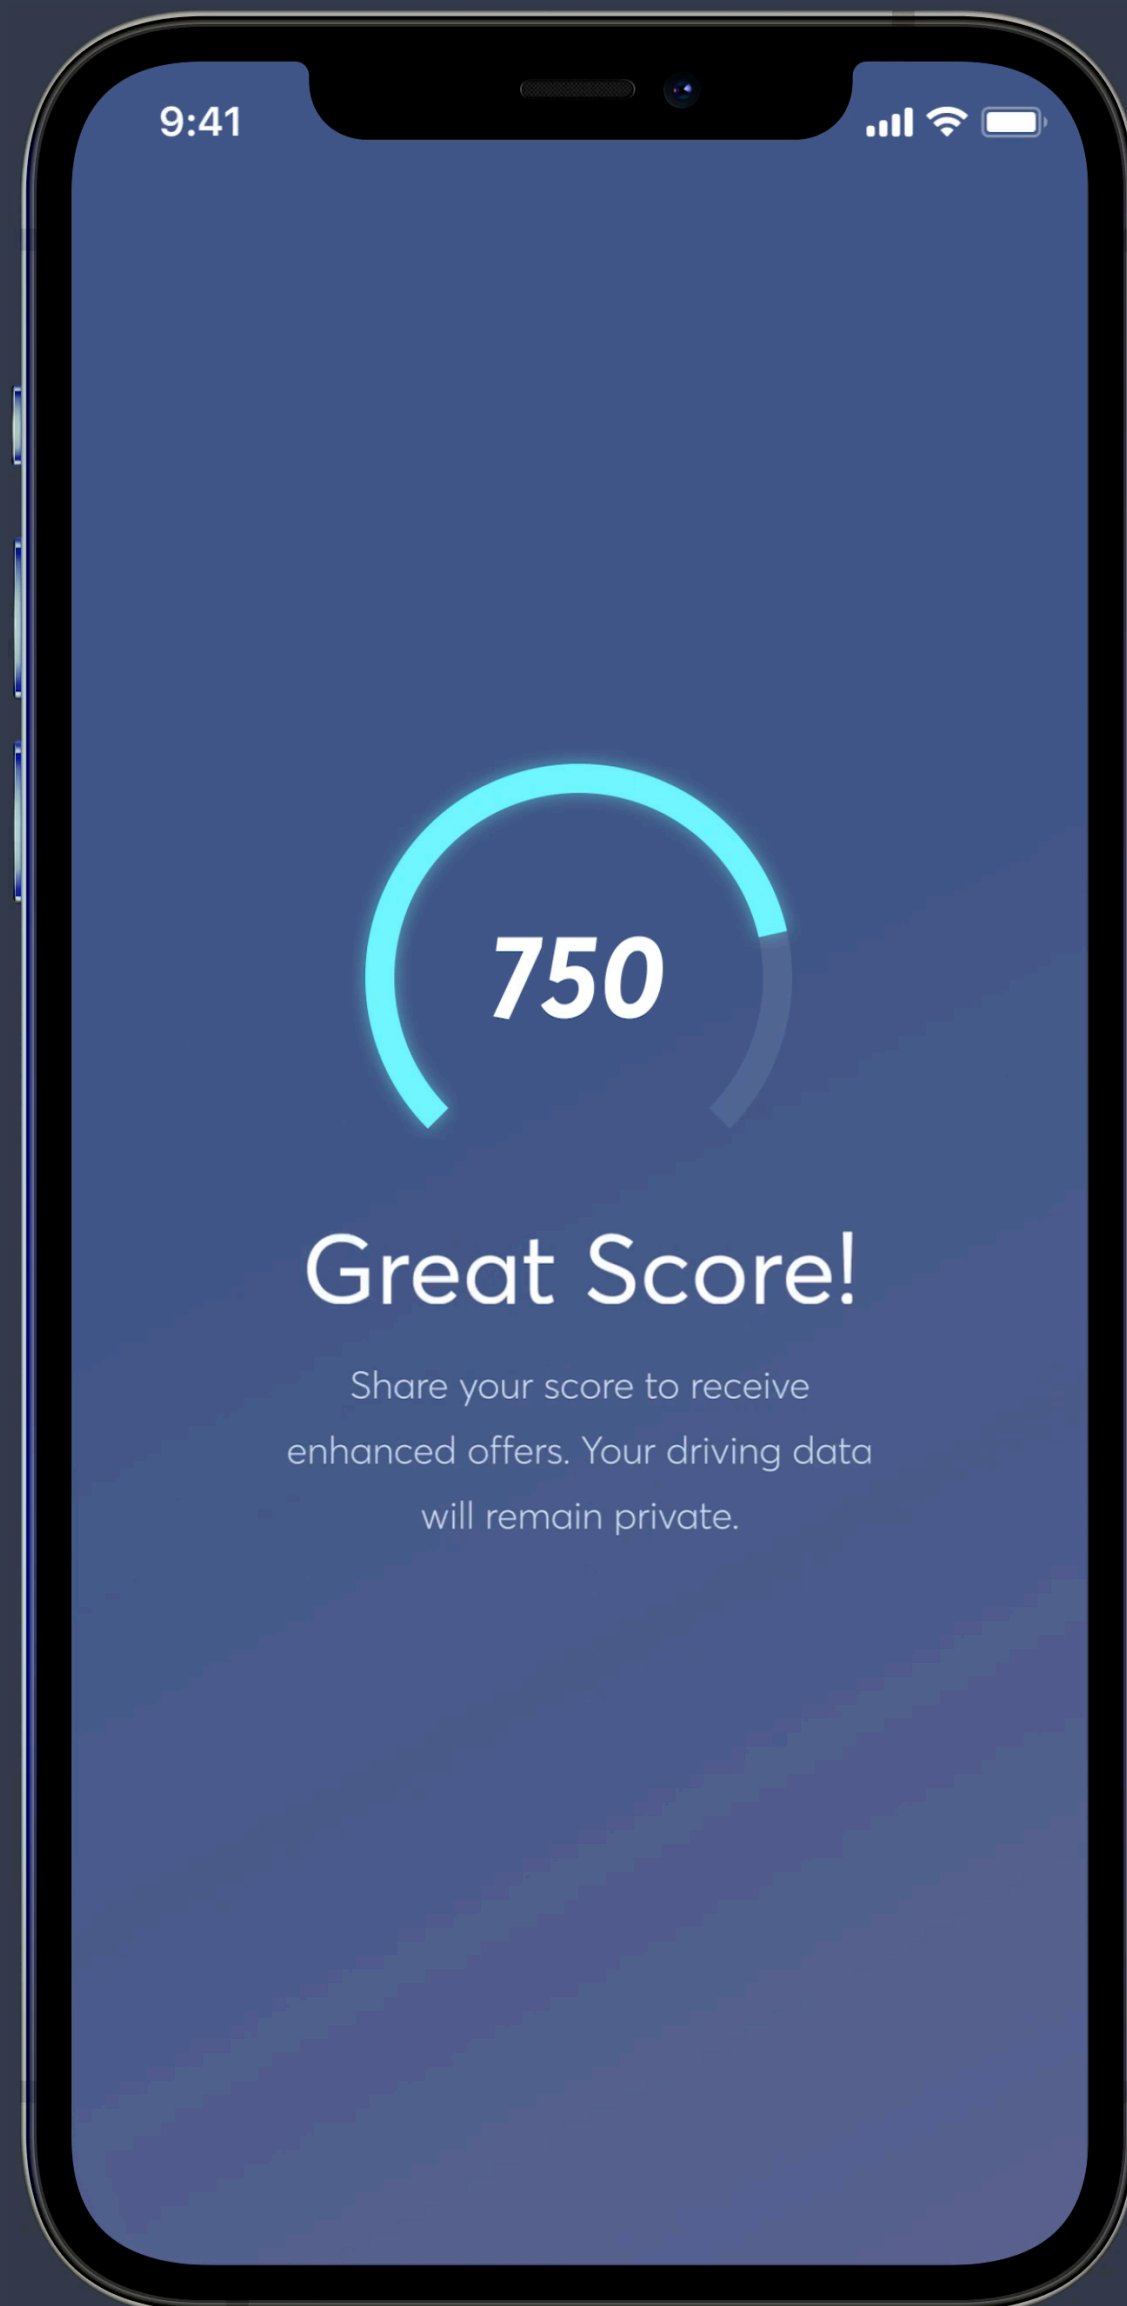 9:41
750
Great Score!
Share your score to receive
enhanced offers. Your driving data
will remain private.